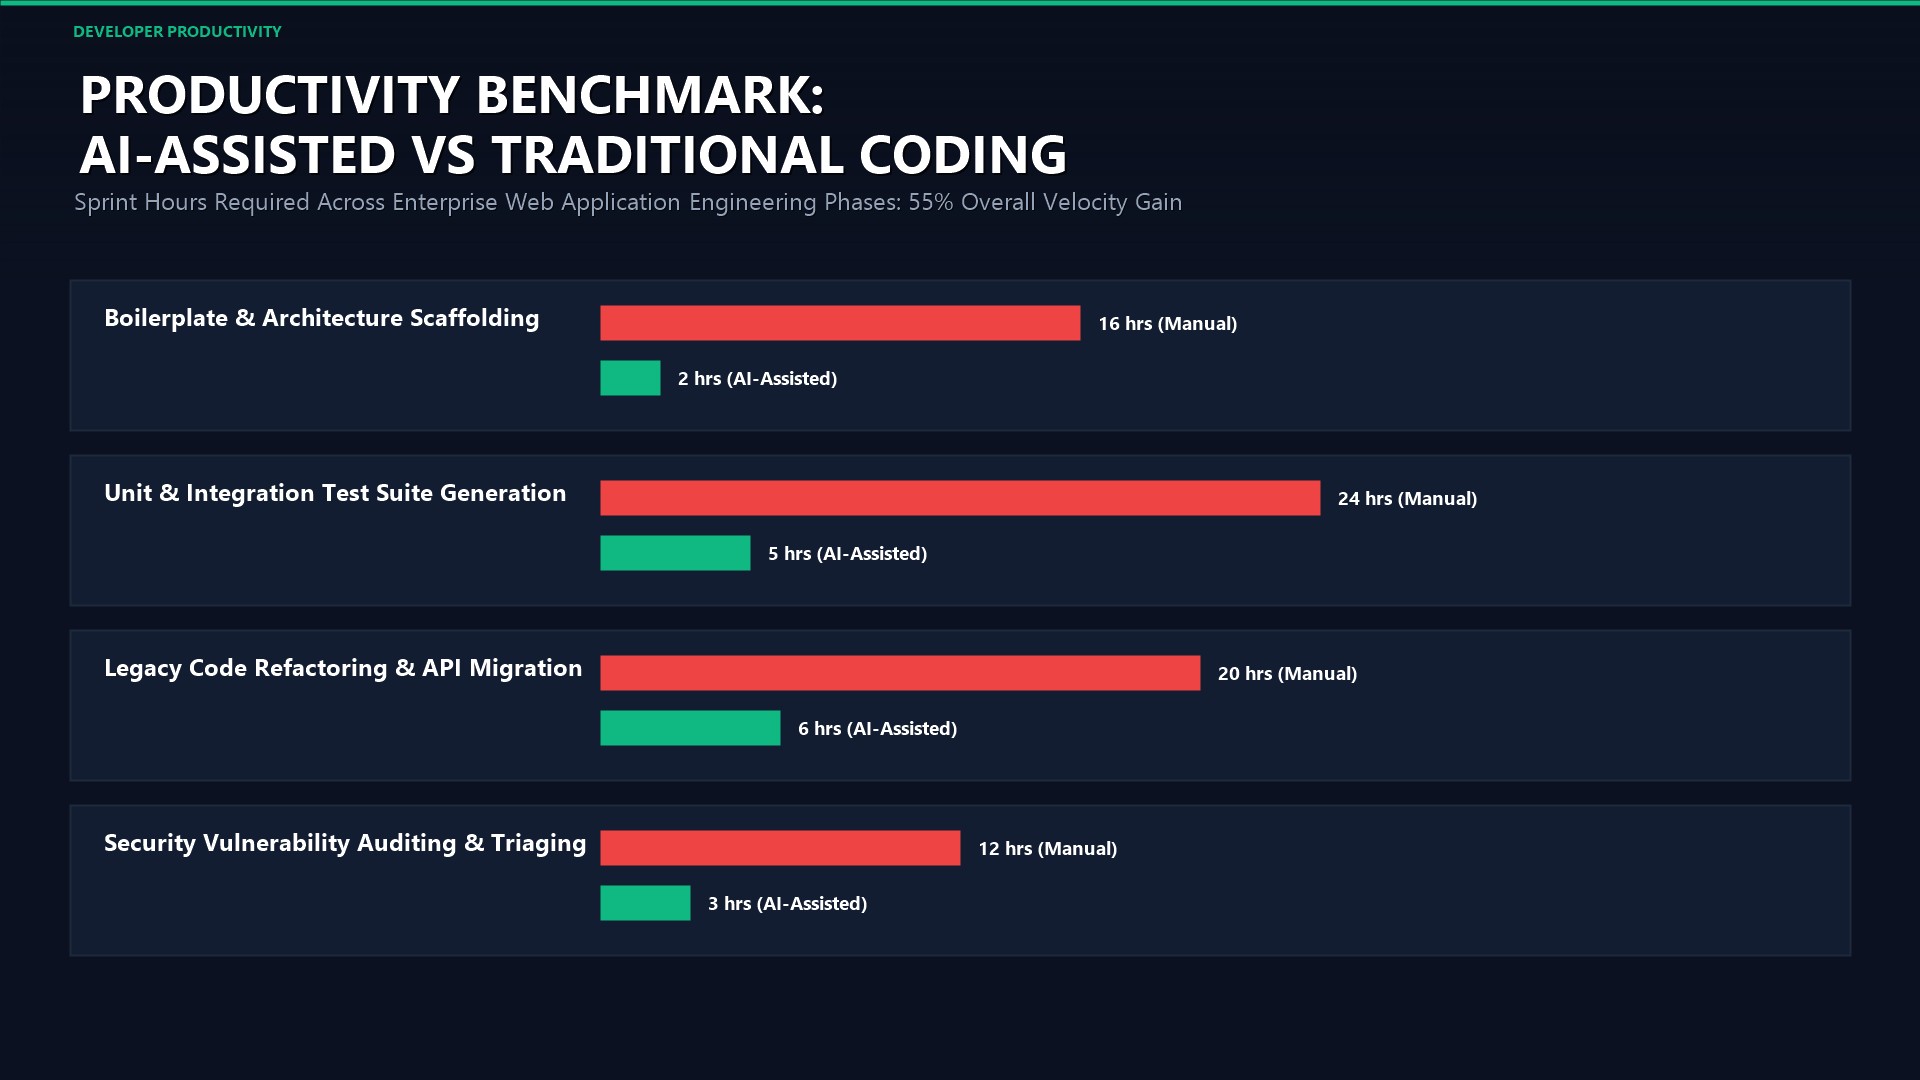 DEVELOPER PRODUCTIVITY
PRODUCTIVITY BENCHMARK:
AI-ASSISTED VS TRADITIONAL CODING
Sprint Hours Required Across Enterprise Web Application Engineering Phases: 55% Overall Velocity Gain
Boilerplate & Architecture Scaffolding
16 hrs (Manual)
2 hrs (AI-Assisted)
Unit & Integration Test Suite Generation
24 hrs (Manual)
5 hrs (AI-Assisted)
Legacy Code Refactoring & API Migration
20 hrs (Manual)
6 hrs (AI-Assisted)
Security Vulnerability Auditing & Triaging
12 hrs (Manual)
3 hrs (AI-Assisted)